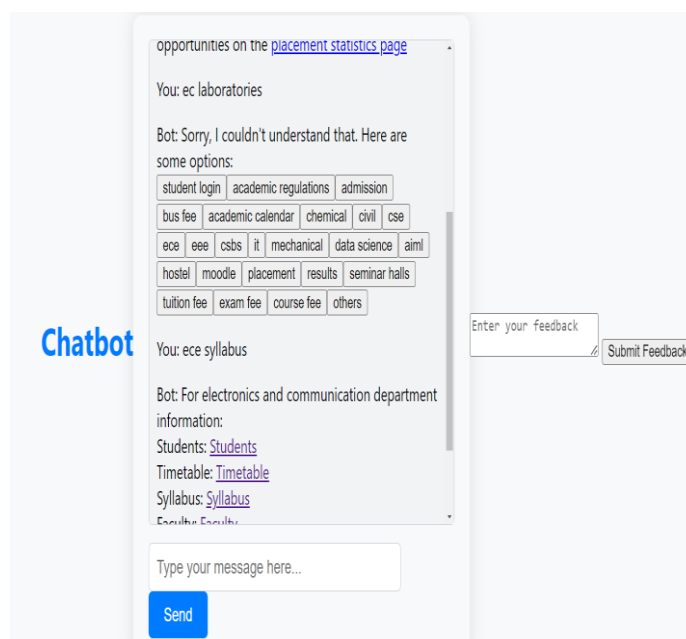 opportunities on the placement statistics page
You: ec laboratories
Bot: Sorry, I couldn't understand that. Here are
some options:
student login academic regulations admission
bus fee academic calendar chemical civil cse
ece eee csbs it mechanical data science aiml
hostel moodle placement results seminar halls
tuition fee exam fee course fee others
Chatbot
You: ece syllabus
Bot: For electronics and communication department
information:
Students: Students
Timetable: Timetable
Syllabus: Syllabus
Faculty: Faculty
Type your message here...
Send
Enter your feedback
Submit Feedback